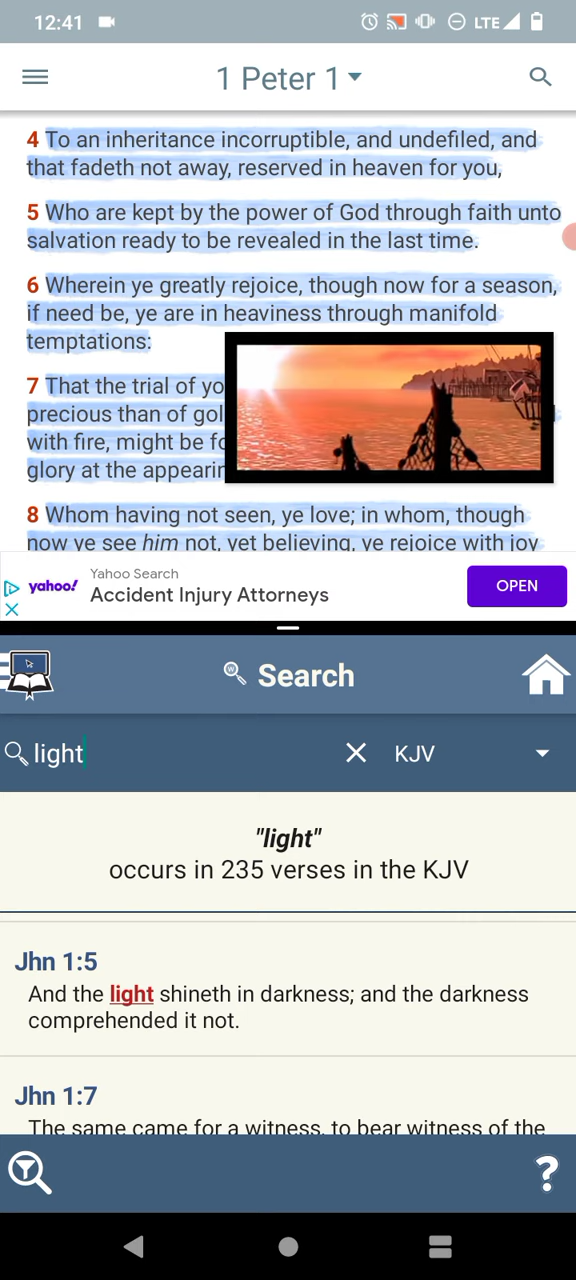 12:41
LTE
1 Peter 1
4 To an inheritance incorruptible, and undefiled, and
that fadeth not away, reserved in heaven for you,
5 Who are kept by the power of God through faith unto
salvation ready to be revealed in the last time.
6 Wherein ye greatly rejoice, though now for a season,
if need be, ye are in heaviness through manifold
temptations:
7 That the trial of yo
precious than of gol
with fire, might be fo
glory at the appearin
8 Whom having not seen, ye love; in whom, though
now ye see him not, yet believing, ye rejoice with joy
yahoo!
Yahoo Search
Accident Injury Attorneys
OPEN
W
Search
light
KJV
"light"
occurs in 235 verses in the KJV
Jhn 1:5
And the light shineth in darkness; and the darkness
comprehended it not.
Jhn 1:7
The same came for a witness, to bear witness of the
?